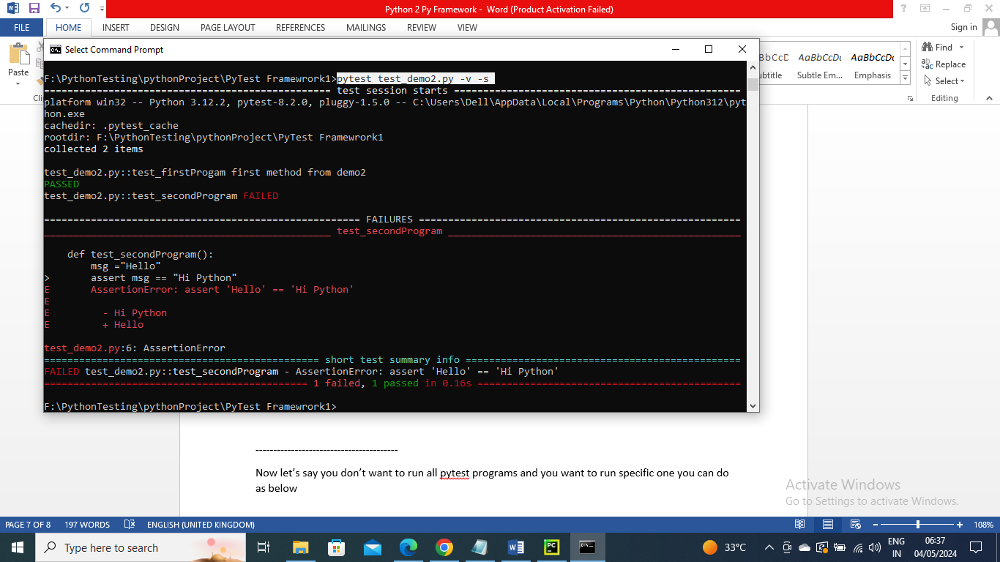 Python 2 Py Framework - Word (Product Activation Failed)
FILE HOME INSERT DESIGN PAGE LAYOUT REFERENCES MAILINGS REVIEW VIEW Sign in
Paste
Select Command Prompt
Subtle Em... Emphasis
Find
Replace
Select
Editing
F:\PythonTesting\pythonProject\PyTest Framewrork1>pytest test_demo2.py -v -s
================================================= test session starts =================================================
platform win32 -- Python 3.12.2, pytest-8.2.0, pluggy-1.5.0 -- C:\Users\Dell\AppData\Local\Programs\Python\Python312\pyt
hon.exe
cachedir: .pytest_cache
rootdir: F:\PythonTesting\pythonProject\PyTest Framewrork1
collected 2 items
test_demo2.py::test_firstProgam first method from demo2
PASSED
test_demo2.py::test_secondProgram FAILED
====================================================== FAILURES =======================================================
_________________________________________________ test_secondProgram __________________________________________________
def test_secondProgram():
msg ="Hello"
> assert msg == "Hi Python"
E AssertionError: assert 'Hello' == 'Hi Python'
E
E - Hi Python
E + Hello
test_demo2.py:6: AssertionError
=============================================== short test summary info ===============================================
FAILED test_demo2.py::test_secondProgram - AssertionError: assert 'Hello' == 'Hi Python'
============================================= 1 failed, 1 passed in 0.16s =============================================
F:\PythonTesting\pythonProject\PyTest Framewrork1>
----------------------------------------
Now let’s say you don’t want to run all pytest programs and you want to run specific one you can do
as below
Activate Windows
Go to Settings to activate Windows.
PAGE 7 OF 8 197 WORDS ENGLISH (UNITED KINGDOM) 108%
Type here to search 33°C ENG 06:37
IN 04/05/2024